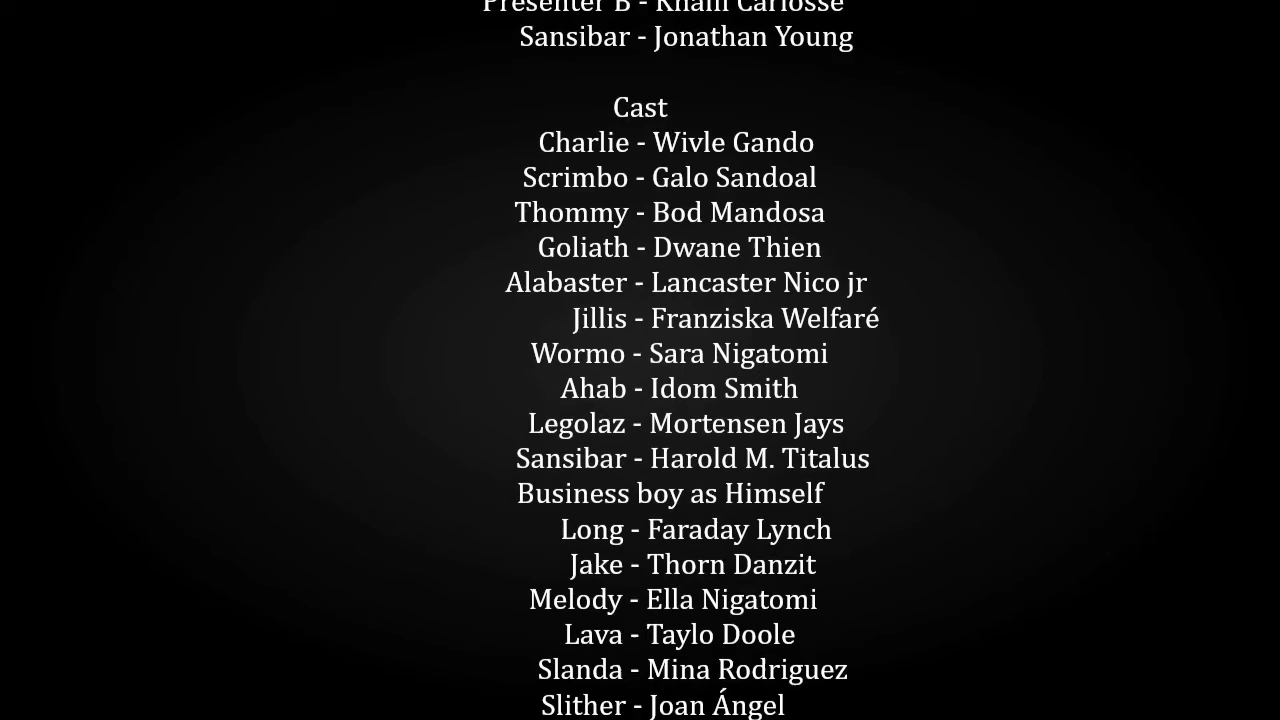 Presenter B - Khalil Carlosse
Sansibar - Jonathan Young
Cast
Charlie - Wivle Gando
Scrimbo - Galo Sandoal
Thommy - Bod Mandosa
Goliath - Dwane Thien
Alabaster - Lancaster Nico jr
Jillis - Franziska Welfaré
Wormo - Sara Nigatomi
Ahab - Idom Smith
Legolaz - Mortensen Jays
Sansibar - Harold M. Titalus
Business boy as Himself
Long - Faraday Lynch
Jake - Thorn Danzit
Melody - Ella Nigatomi
Lava - Taylo Doole
Slanda - Mina Rodriguez
Slither - Joan Ángel